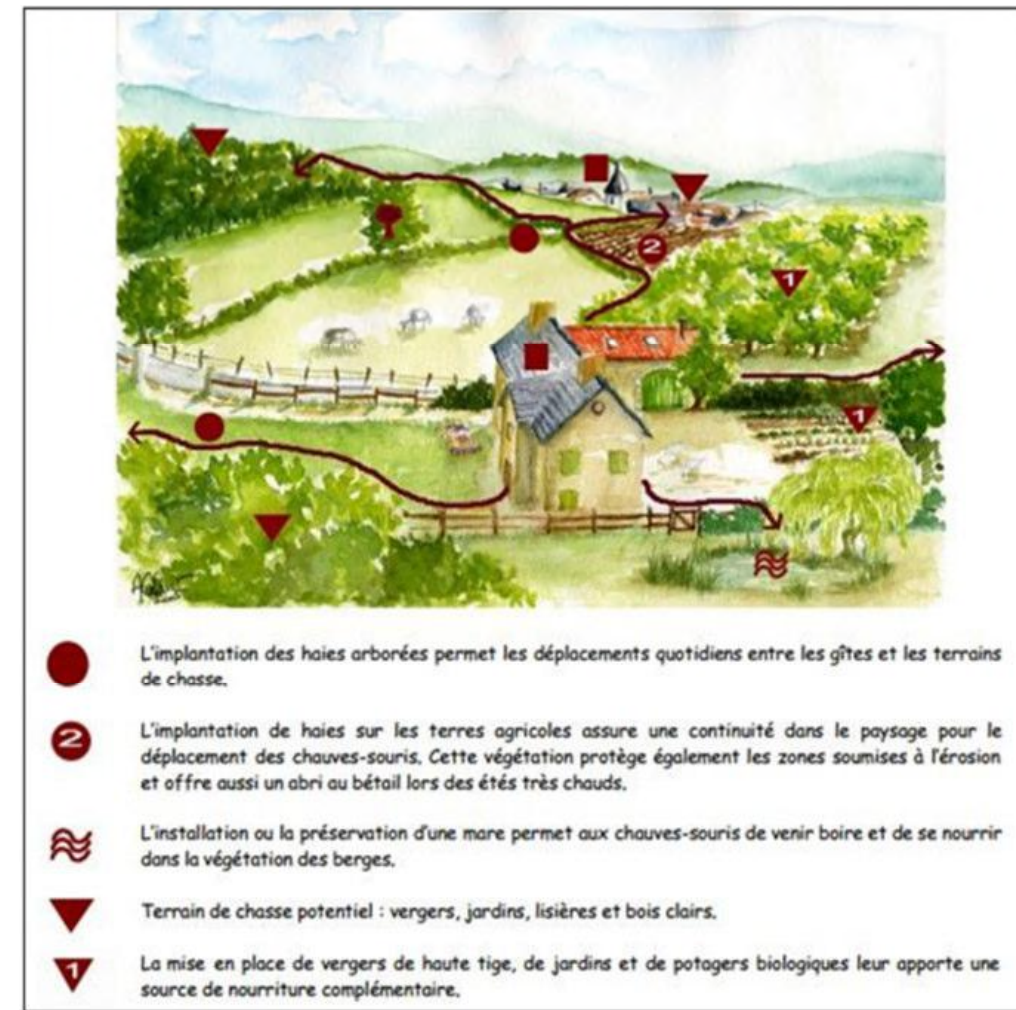 2
1
1
L'implantation des haies arborées permet les déplacements quotidiens entre les gîtes et les terrains
de chasse.
2
L'implantation de haies sur les terres agricoles assure une continuité dans le paysage pour le
déplacement des chauves-souris. Cette végétation protège également les zones soumises à l'érosion
et offre aussi un abri au bétail lors des étés très chauds.
L'installation ou la préservation d'une mare permet aux chauves-souris de venir boire et de se nourrir
dans la végétation des berges.
Terrain de chasse potentiel : vergers, jardins, lisières et bois clairs.
1
La mise en place de vergers de haute tige, de jardins et de potagers biologiques leur apporte une
source de nourriture complémentaire.